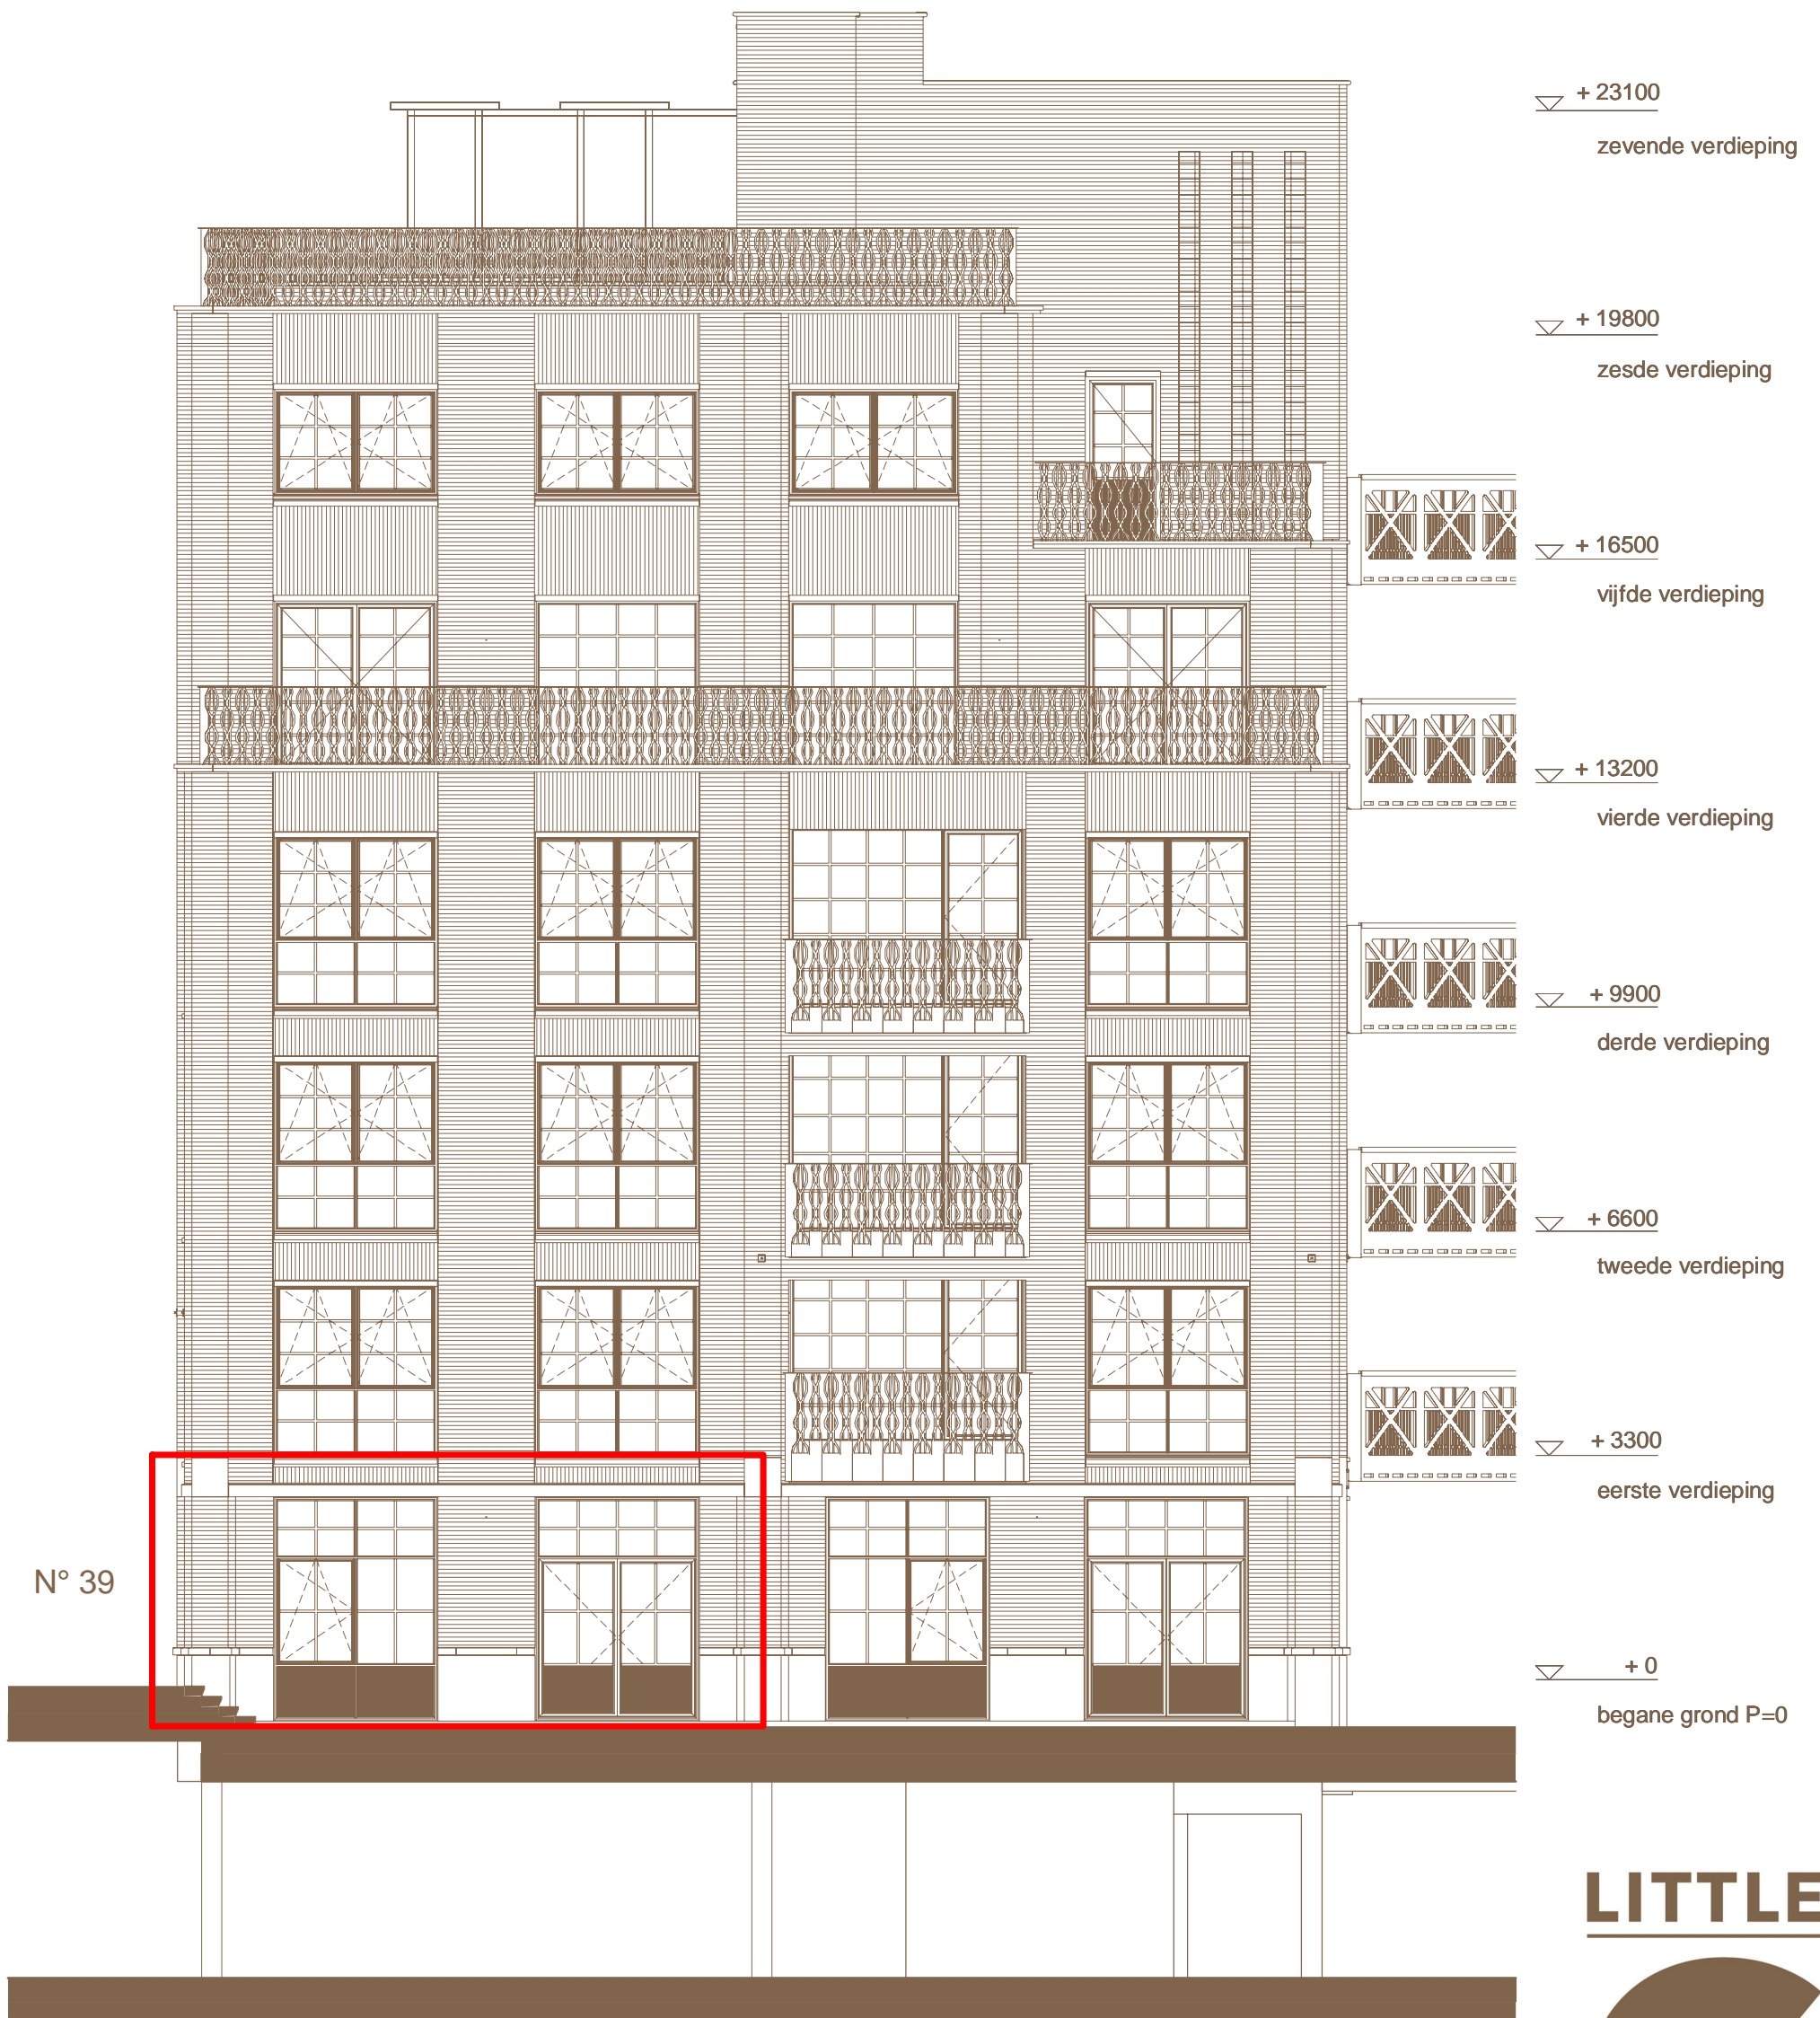 + 23100
zevende verdieping
+ 19800
zesde verdieping
+ 16500
vijfde verdieping
+ 13200
vierde verdieping
+ 9900
derde verdieping
+ 6600
tweede verdieping
+ 3300
eerste verdieping
N° 39
+ 0
begane grond P=0
LITTLE